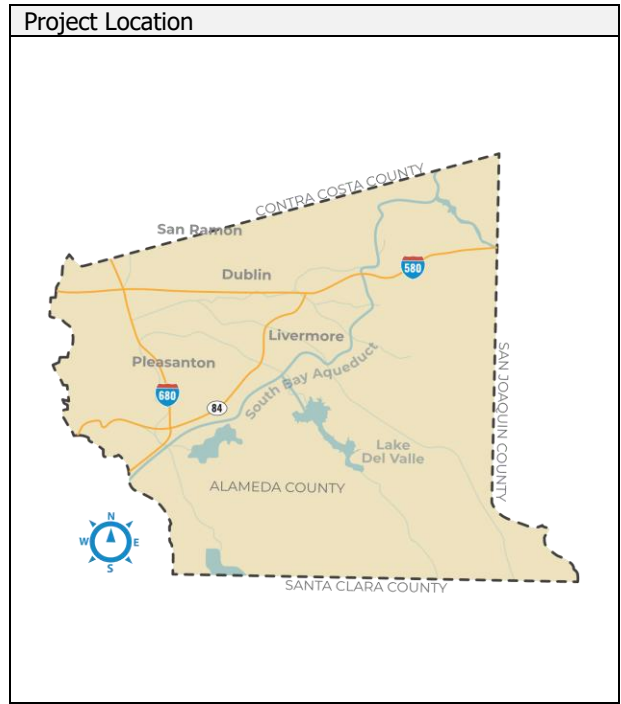 Project Location
CONTRA COSTA COUNTY
San Ramon
Dublin
580
Livermore
Pleasanton
South Bay Aqueduct
SAN JOAQUIN COUNTY
680
84
Lake
Del Valle
ALAMEDA COUNTY
N
W E
S
SANTA CLARA COUNTY